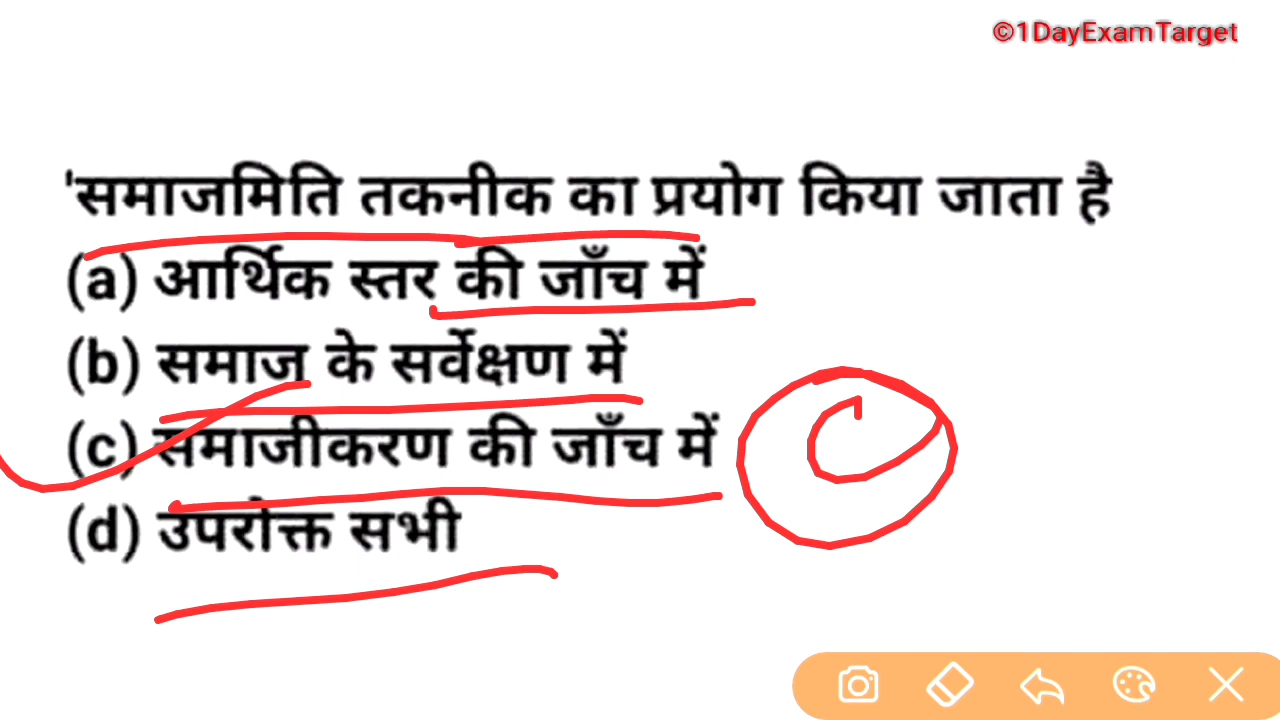 ©1DayExamTarget
'समाजमिति तकनीक का प्रयोग किया जाता है
(a) आर्थिक स्तर की जाँच में
(b) समाज के सर्वेक्षण में
(c) समाजीकरण की जाँच में
(d) उपरोक्त सभी